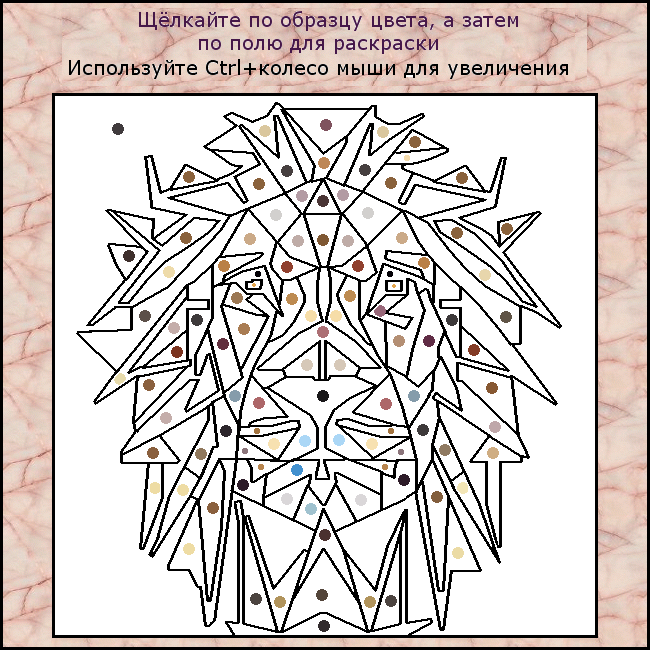 Щёлкайте по образцу цвета, а затем
по полю для раскраски
Используйте Ctrl+колесо мыши для увеличения